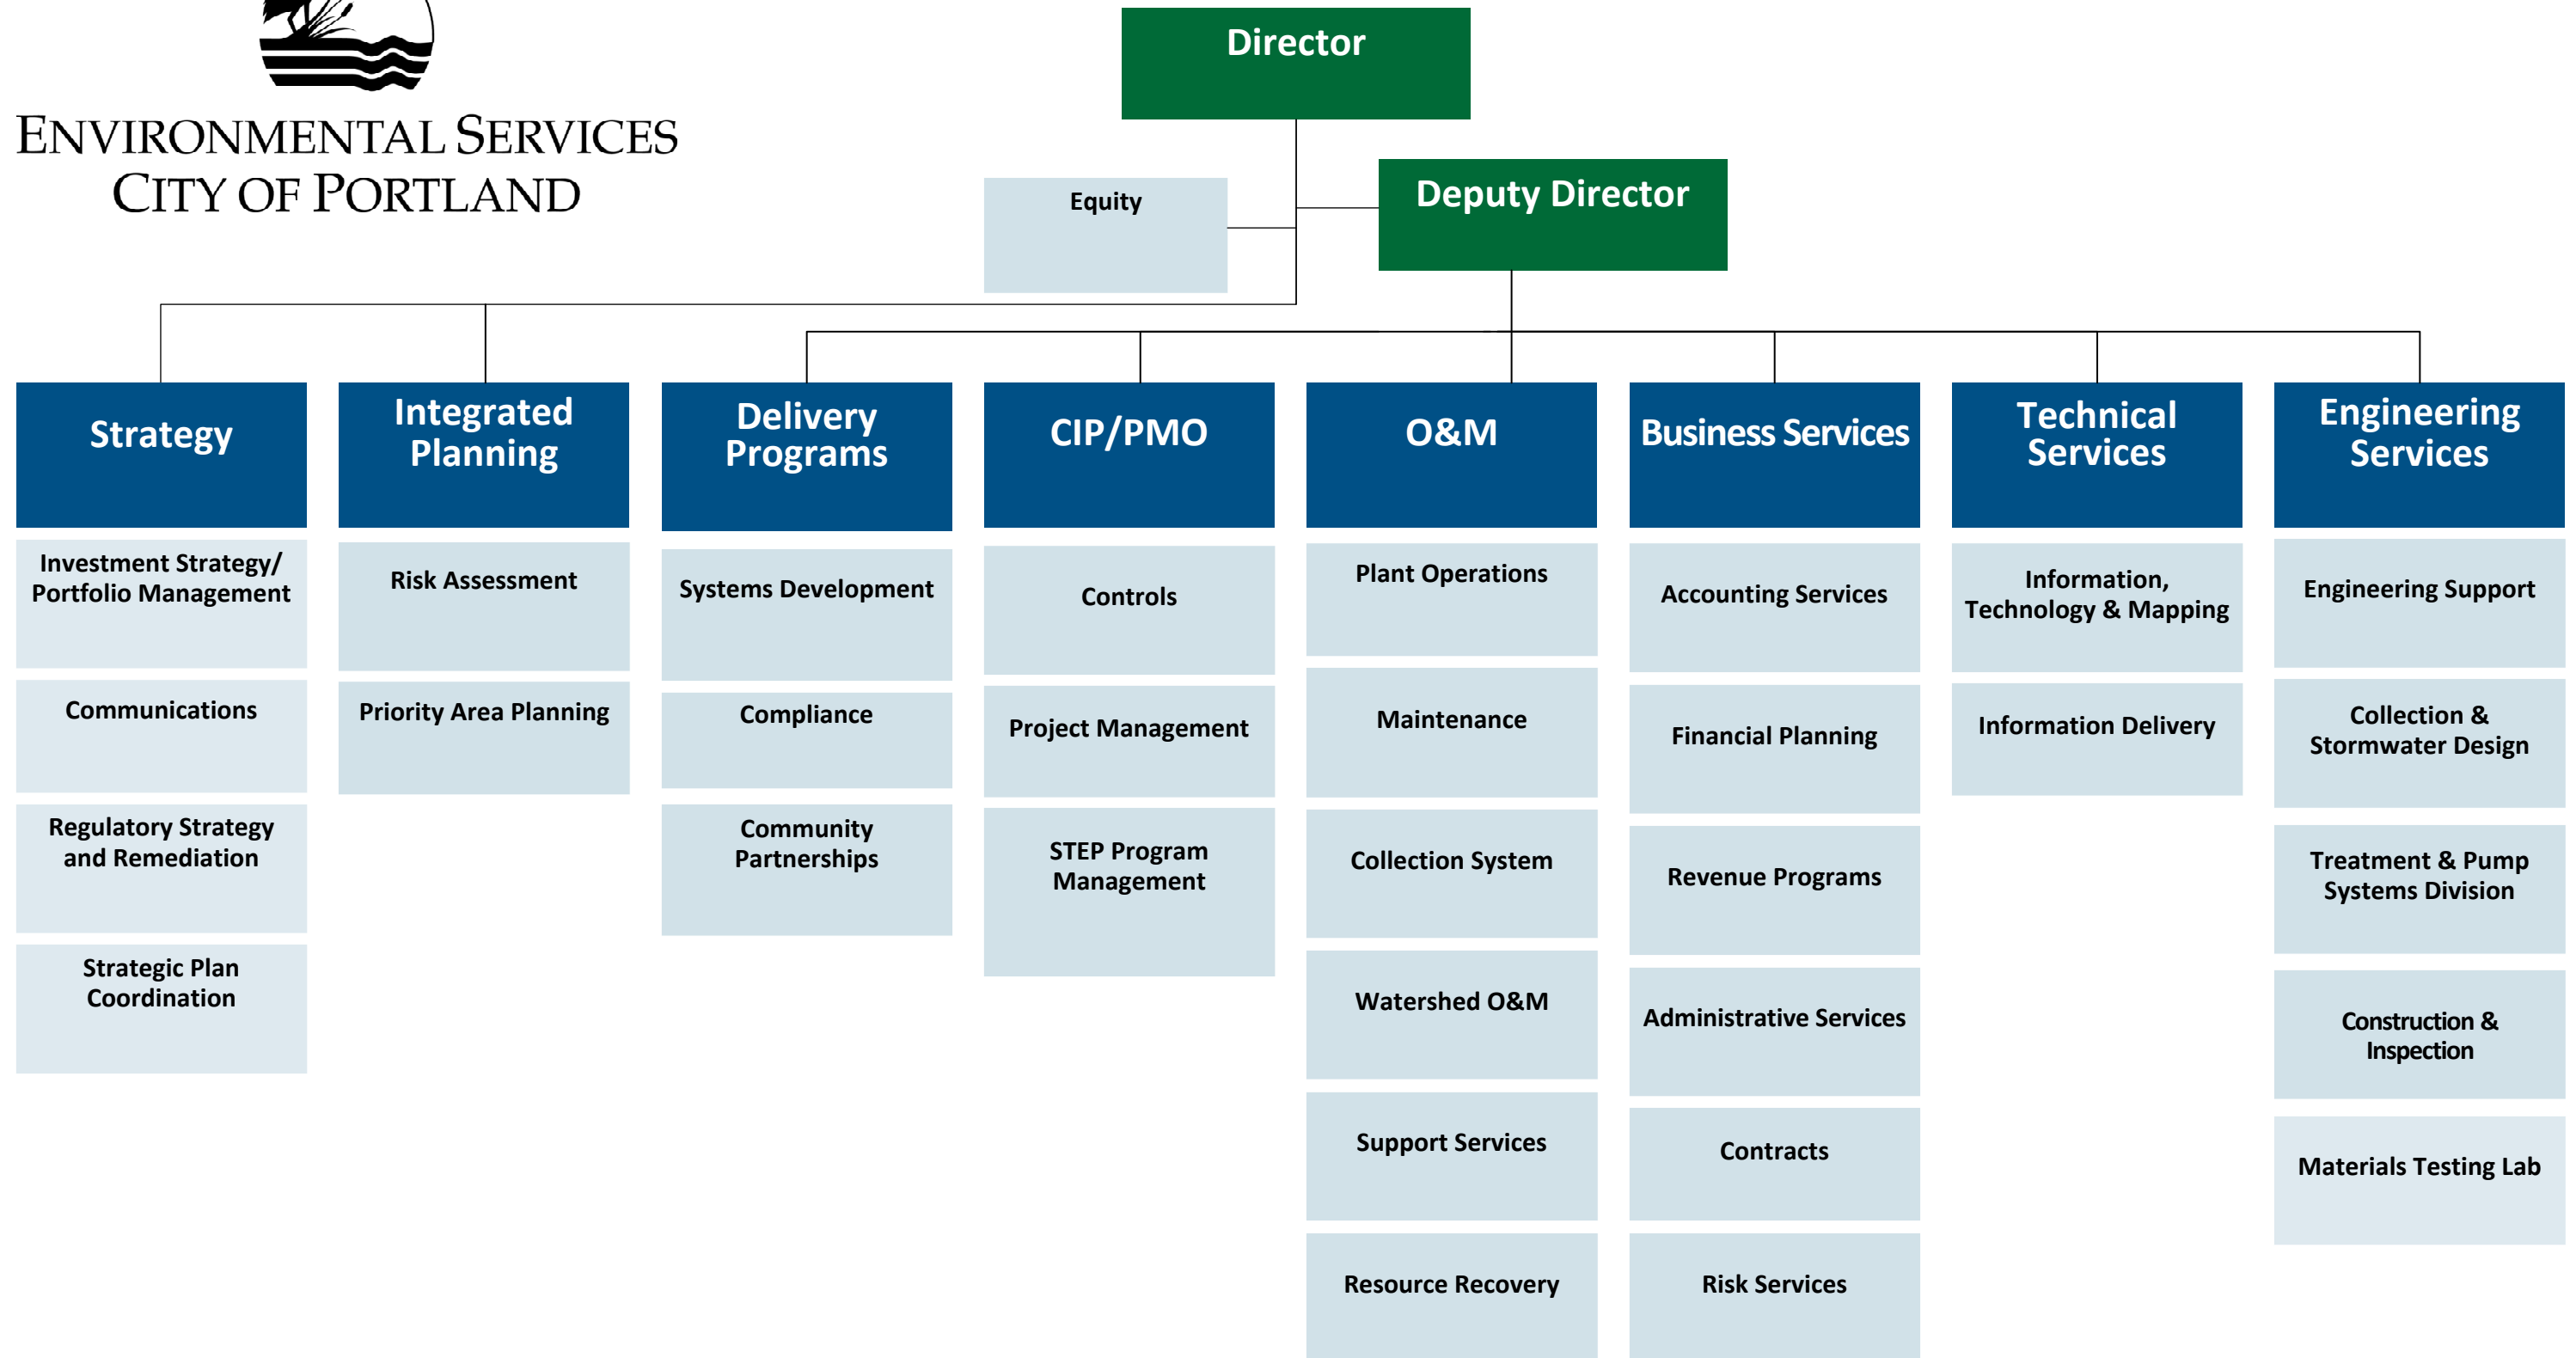 ENVIRONMENTAL SERVICES
CITY OF PORTLAND
Director
Deputy Director
Equity
Strategy
Investment Strategy/
Portfolio Management
Communications
Regulatory Strategy
and Remediation
Strategic Plan
Coordination
Integrated
Planning
Risk Assessment
Priority Area Planning
Delivery
Programs
Systems Development
Compliance
Community
Partnerships
CIP/PMO
Controls
Project Management
STEP Program
Management
O&M
Plant Operations
Maintenance
Collection System
Watershed O&M
Support Services
Resource Recovery
Business Services
Accounting Services
Financial Planning
Revenue Programs
Administrative Services
Contracts
Risk Services
Technical
Services
Information,
Technology & Mapping
Information Delivery
Engineering
Services
Engineering Support
Collection &
Stormwater Design
Treatment & Pump
Systems Division
Construction &
Inspection
Materials Testing Lab